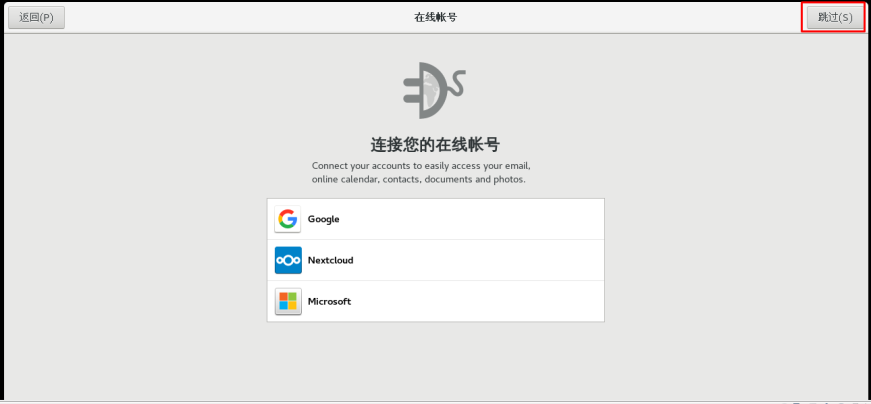 返回(P)
在线帐号
跳过(S)
连接您的在线帐号
Connect your accounts to easily access your email,
online calendar, contacts, documents and photos.
Google
Nextcloud
Microsoft